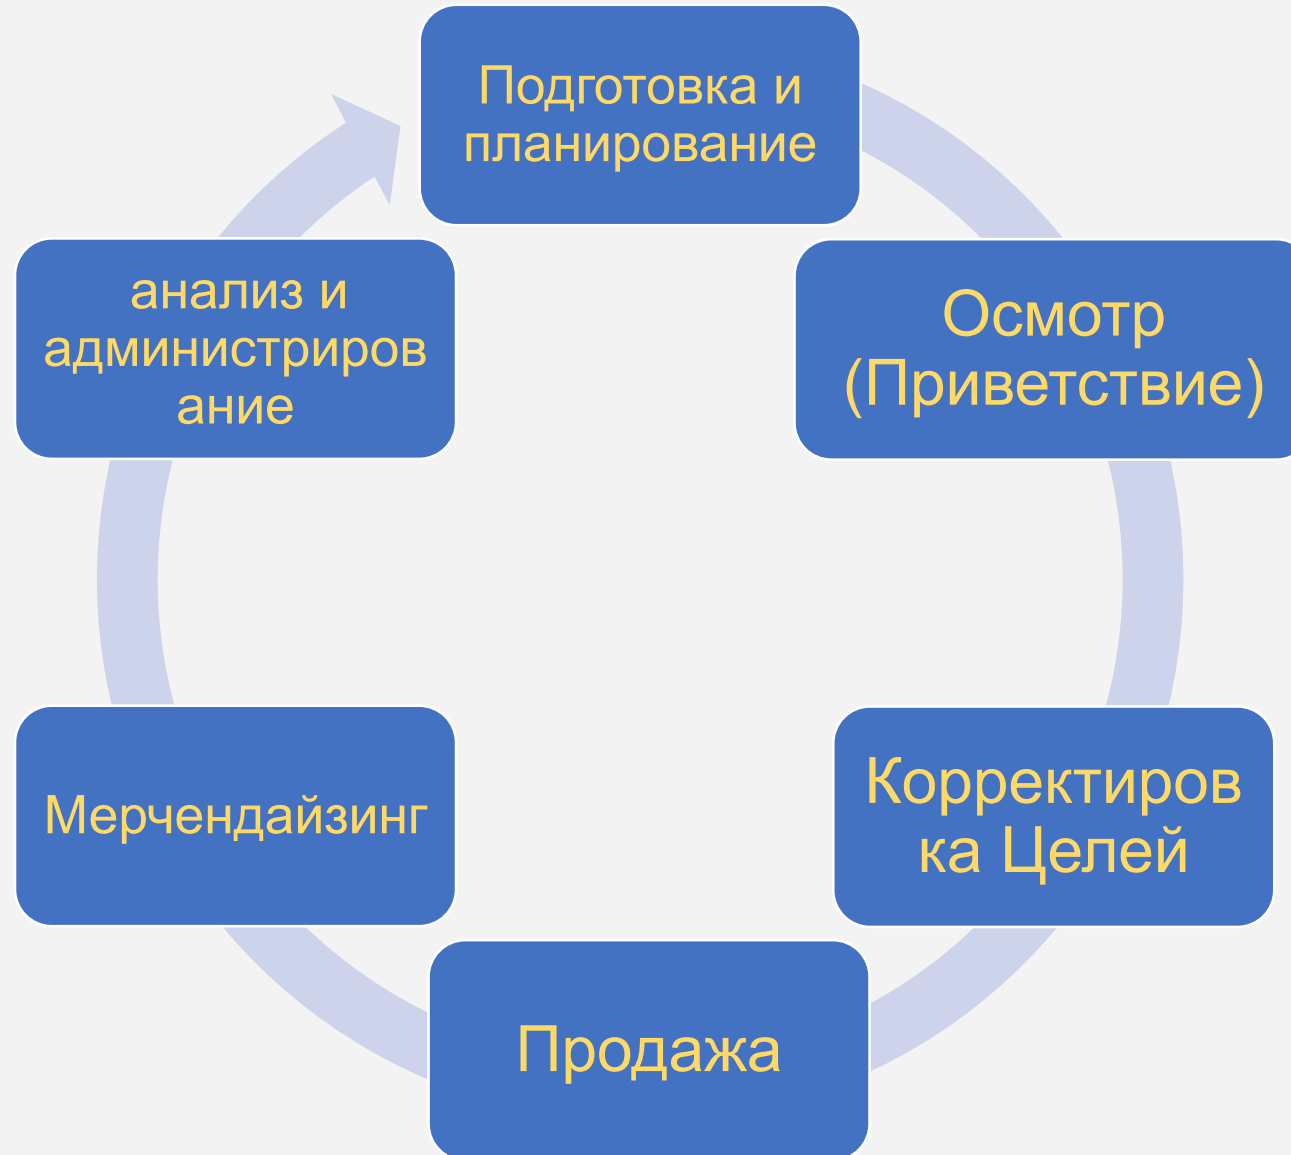 Подготовка и
планирование
Осмотр
(Приветствие)
Корректиров
ка Целей
Продажа
Мерчендайзинг
анализ и
администриров
ание